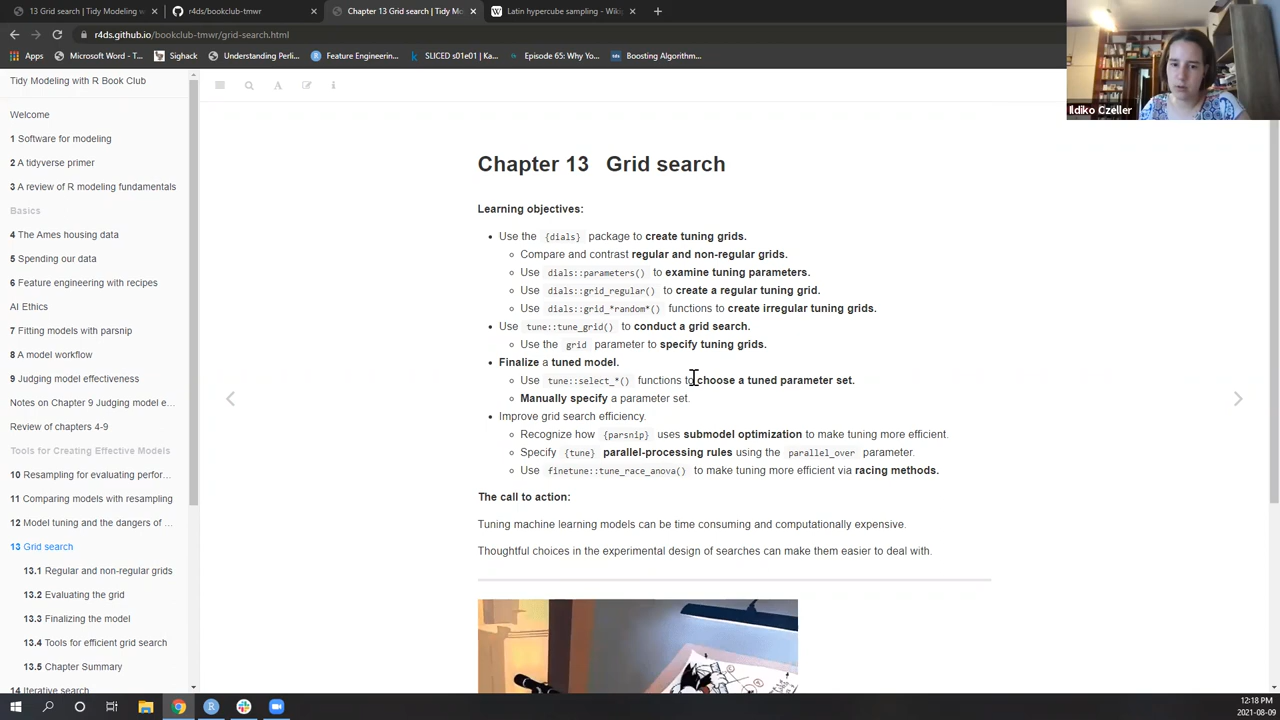 13 Grid search | Tidy Modeling w
r4ds/bookclub-tmwr
Chapter 13 Grid search | Tidy Mo
Latin hypercube sampling - Wikip
r4ds.github.io/bookclub-tmwr/grid-search.html
Apps
Microsoft Word - T...
Sighack
Understanding Perli...
Feature Engineerin...
SLICED s01e01 | Ka...
Episode 65: Why Yo...
Boosting Algorithm...
Ildiko Czeller
Tidy Modeling with R Book Club
Welcome
1 Software for modeling
2 A tidyverse primer
3 A review of R modeling fundamentals
Basics
4 The Ames housing data
5 Spending our data
6 Feature engineering with recipes
AI Ethics
7 Fitting models with parsnip
8 A model workflow
9 Judging model effectiveness
Notes on Chapter 9 Judging model e...
Review of chapters 4-9
Tools for Creating Effective Models
10 Resampling for evaluating perfor...
11 Comparing models with resampling
12 Model tuning and the dangers of ...
13 Grid search
13.1 Regular and non-regular grids
13.2 Evaluating the grid
13.3 Finalizing the model
13.4 Tools for efficient grid search
13.5 Chapter Summary
14 Iterative search
Chapter 13 Grid search
Learning objectives:
Use the {dials} package to create tuning grids.
Compare and contrast regular and non-regular grids.
Use dials::parameters() to examine tuning parameters.
Use dials::grid_regular() to create a regular tuning grid.
Use dials::grid_*random*() functions to create irregular tuning grids.
Use tune::tune_grid() to conduct a grid search.
Use the grid parameter to specify tuning grids.
Finalize a tuned model.
Use tune::select_*() functions to choose a tuned parameter set.
Manually specify a parameter set.
Improve grid search efficiency.
Recognize how {parsnip} uses submodel optimization to make tuning more efficient.
Specify {tune} parallel-processing rules using the parallel_over parameter.
Use finetune::tune_race_anova() to make tuning more efficient via racing methods.
The call to action:
Tuning machine learning models can be time consuming and computationally expensive.
Thoughtful choices in the experimental design of searches can make them easier to deal with.
12:18 PM
2021-08-09